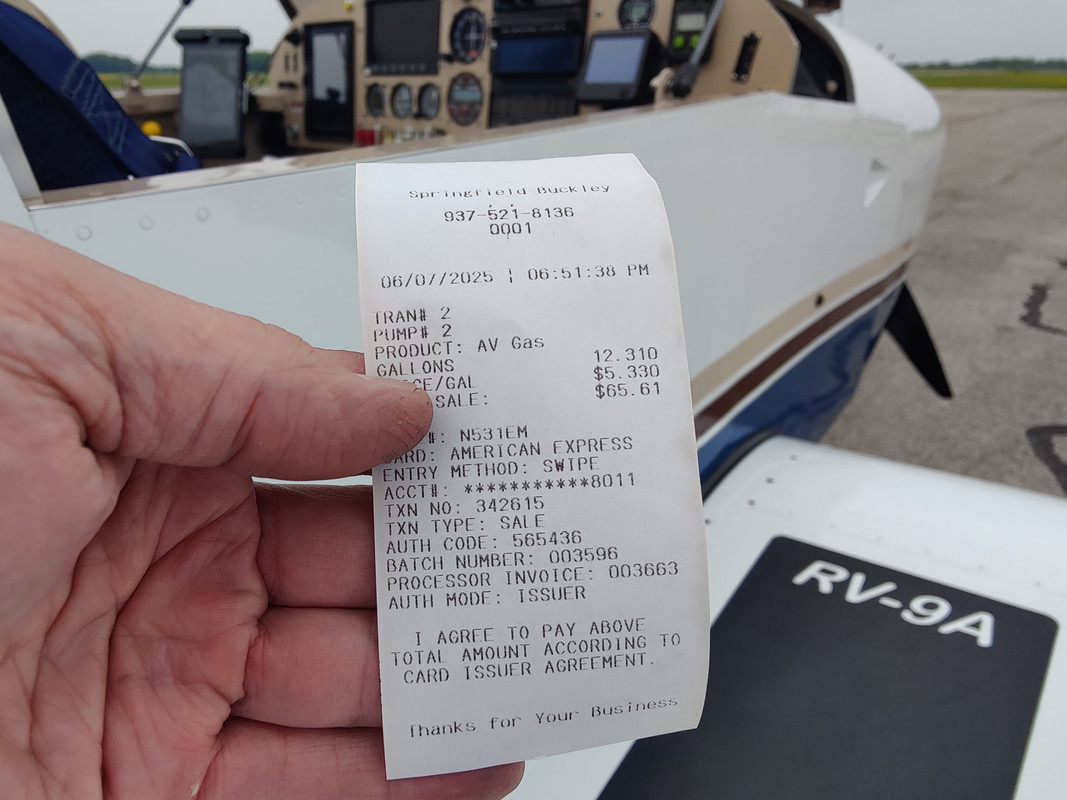 Springfield-Buckley
937-521-8136
0001
06/07/2025 ¦ 06:51:38 PM
TRAN# 2
PUMP# 2
PRODUCT: AV Gas
GALLONS 12.310
CE/GAL $5.330
SALE: $65.61
#: N531EM
CARD: AMERICAN EXPRESS
ENTRY METHOD: SWIPE
ACCT#: ***********8011
TXN NO: 342615
TXN TYPE: SALE
AUTH CODE: 565436
BATCH NUMBER: 003596
PROCESSOR INVOICE: 003663
AUTH MODE: ISSUER
I AGREE TO PAY ABOVE
TOTAL AMOUNT ACCORDING TO
CARD ISSUER AGREEMENT.
Thanks for Your Business
RV-9A